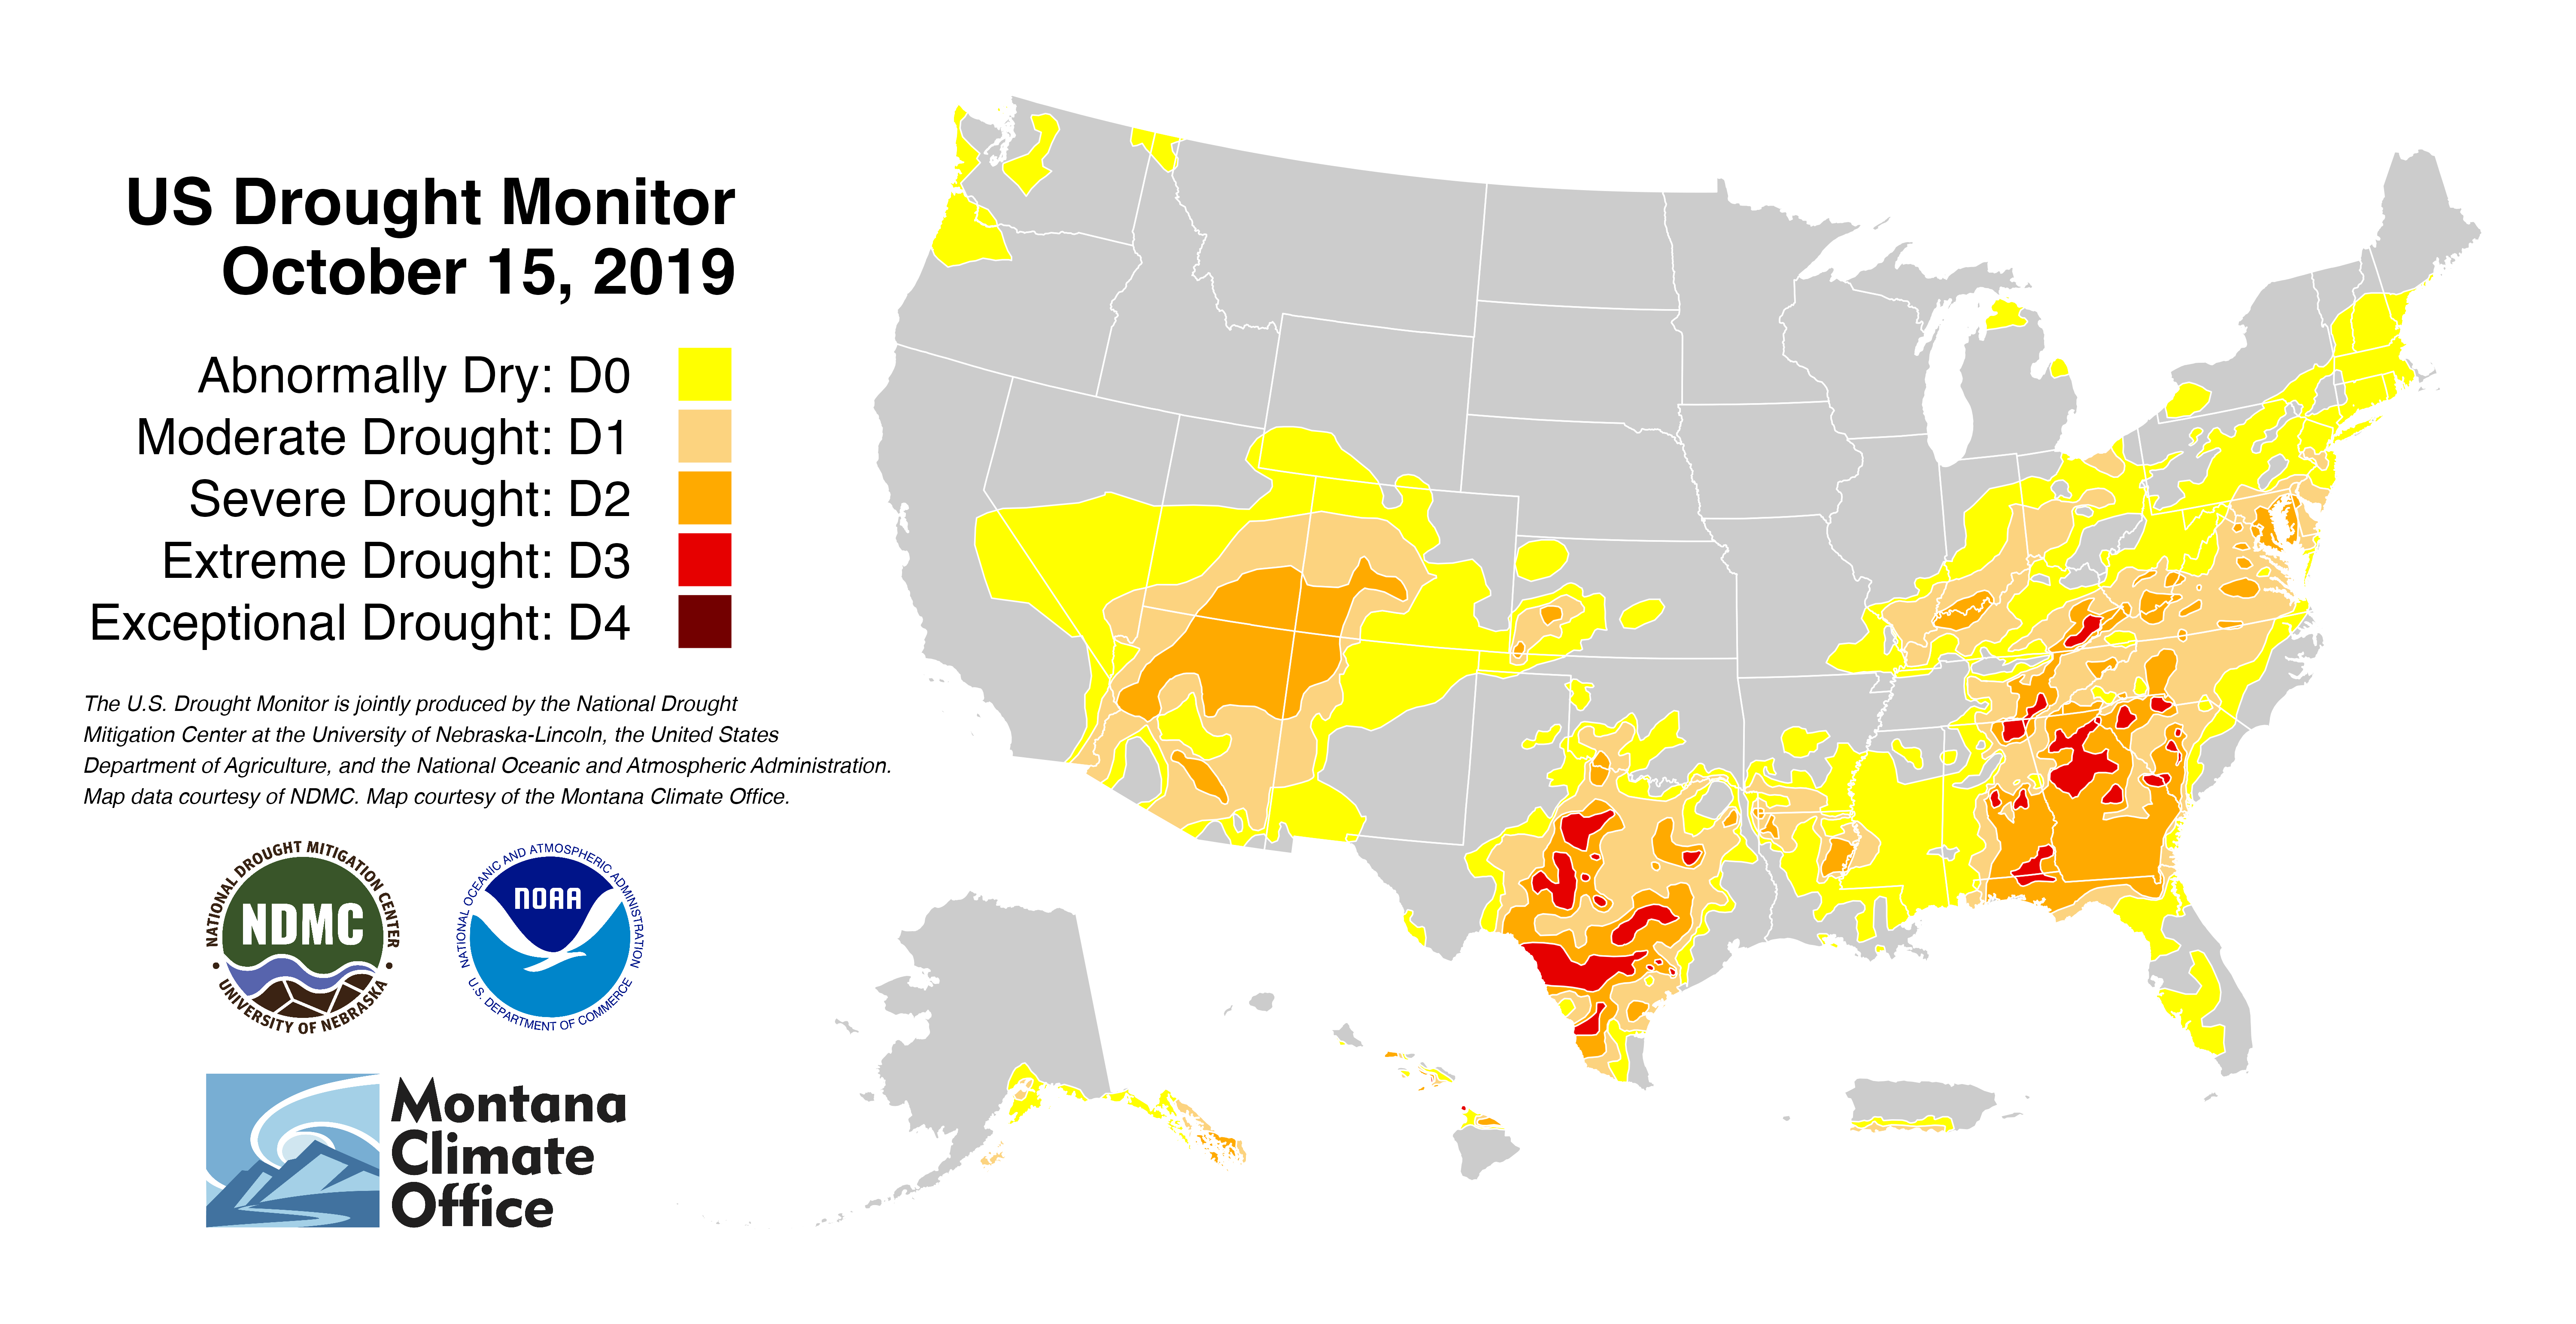 US Drought Monitor
October 15, 2019
Abnormally Dry: D0
Moderate Drought: D1
Severe Drought: D2
Extreme Drought: D3
Exceptional Drought: D4
The U.S. Drought Monitor is jointly produced by the National Drought
Mitigation Center at the University of Nebraska-Lincoln, the United States
Department of Agriculture, and the National Oceanic and Atmospheric Administration.
Map data courtesy of NDMC. Map courtesy of the Montana Climate Office.
NATIONAL DROUGHT MITIGATION CENTER
NDMC
• UNIVERSITY OF NEBRASKA •
NATIONAL OCEANIC AND ATMOSPHERIC ADMINISTRATION
NOAA
U.S. DEPARTMENT OF COMMERCE
Montana
Climate
Office